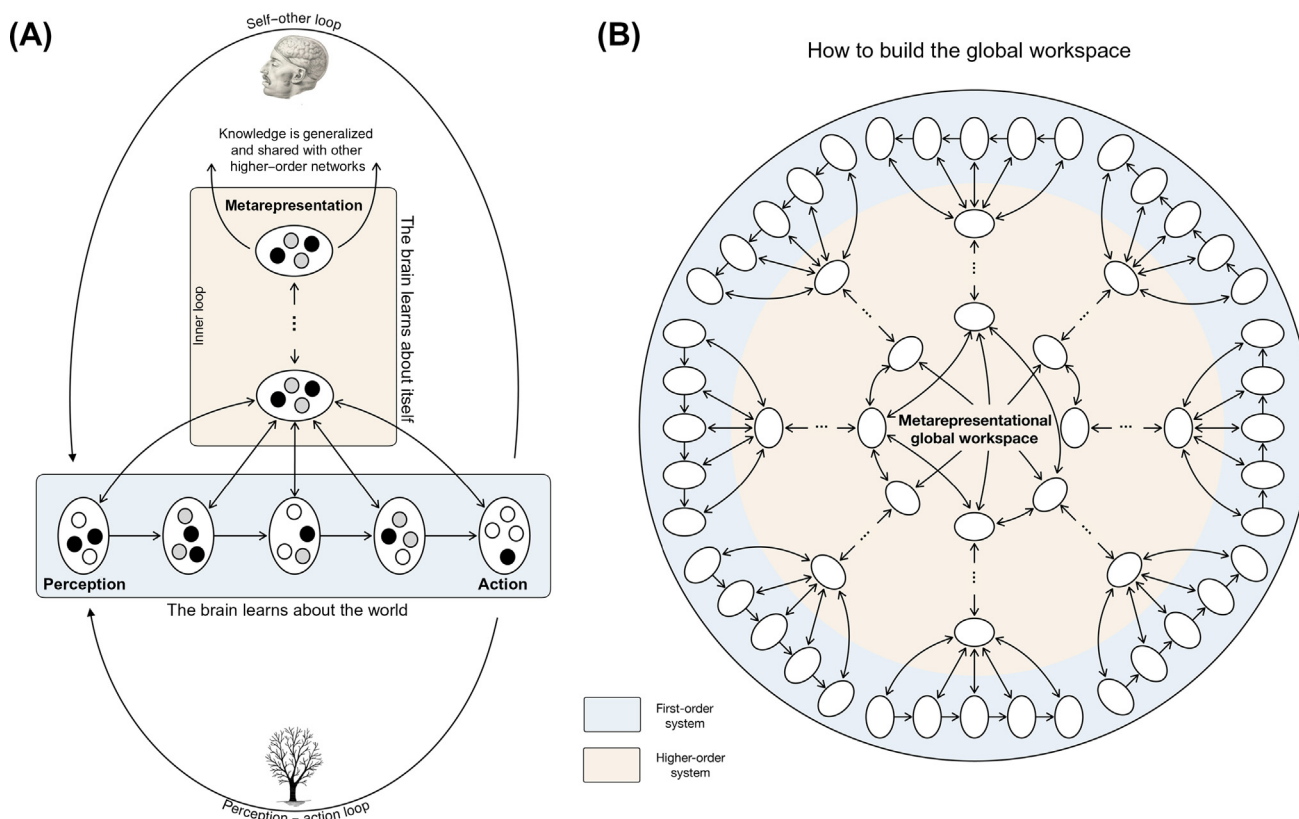 (A)
Self–other loop
Knowledge is generalized
and shared with other
higher–order networks
Metarepresentation
Inner loop
The brain learns about itself
Perception
Action
The brain learns about the world
Perception – action loop
(B)
How to build the global workspace
Metarepresentational
global workspace
First-order
system
Higher-order
system